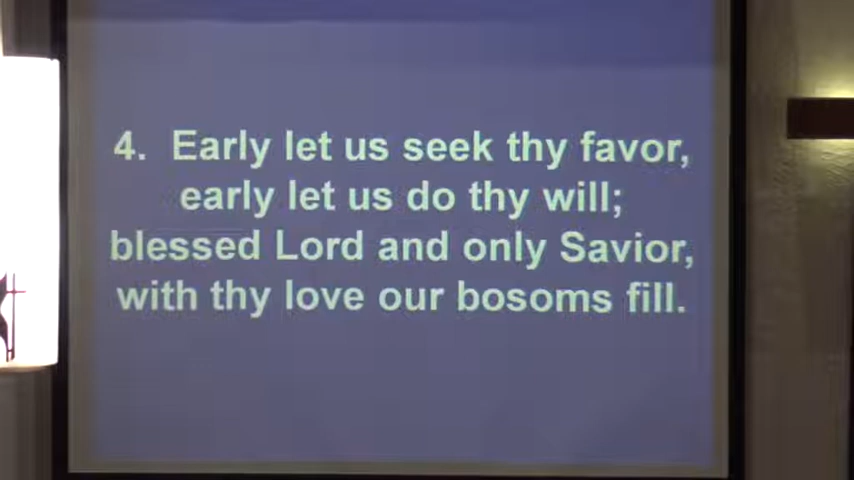 4. Early let us seek thy favor,
early let us do thy will;
blessed Lord and only Savior,
with thy love our bosoms fill.